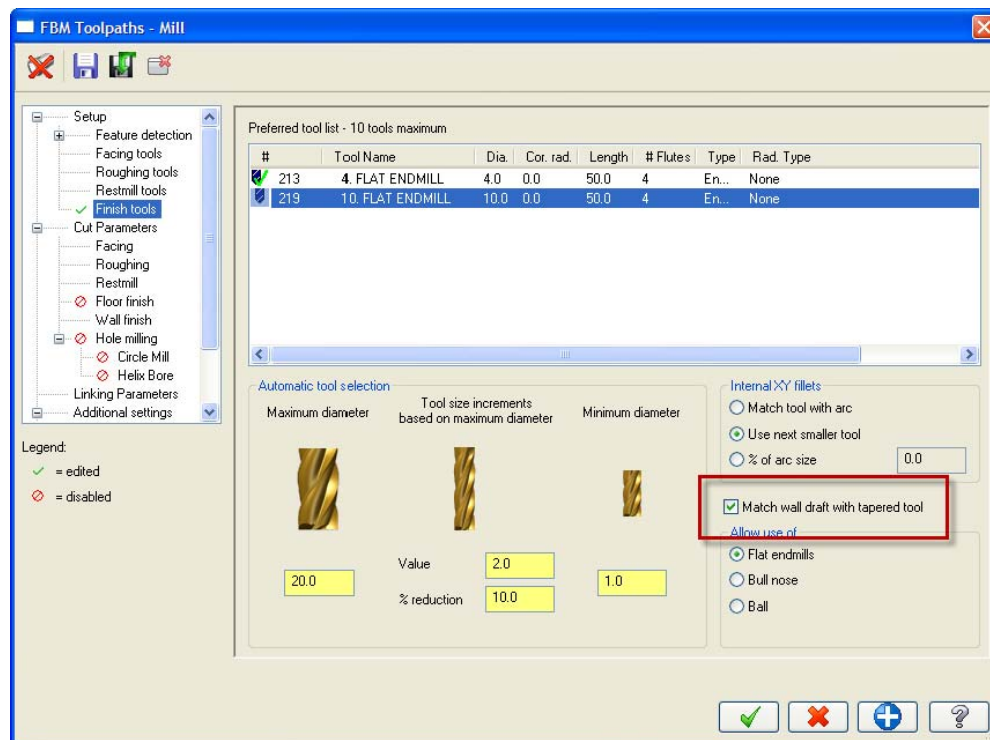 FBM Toolpaths - Mill
Setup
Feature detection
Facing tools
Roughing tools
Restmill tools
Finish tools
Cut Parameters
Facing
Roughing
Restmill
Floor finish
Wall finish
Hole milling
Circle Mill
Helix Bore
Linking Parameters
Additional settings
Legend:
= edited
= disabled
Preferred tool list - 10 tools maximum
# Tool Name Dia. Cor. rad. Length # Flutes Type Rad. Type
213 4. FLAT ENDMILL 4.0 0.0 50.0 4 En... None
219 10. FLAT ENDMILL 10.0 0.0 50.0 4 En... None
Automatic tool selection
Maximum diameter
Tool size increments
based on maximum diameter
Minimum diameter
20.0
Value 2.0
% reduction 10.0
1.0
Internal XY fillets
Match tool with arc
Use next smaller tool
% of arc size 0.0
Match wall draft with tapered tool
Allow use of
Flat endmills
Bull nose
Ball